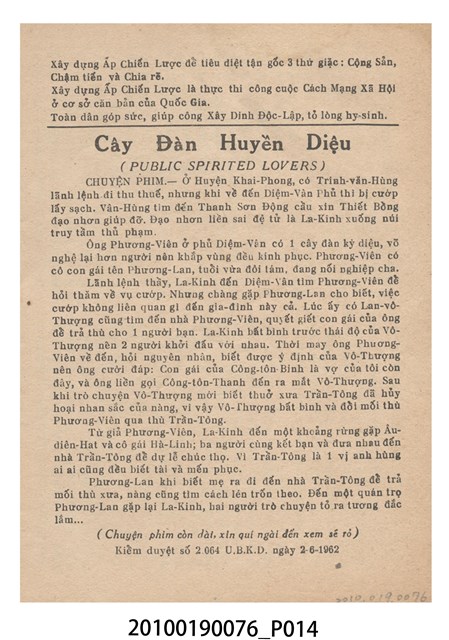 Xây dựng Ấp Chiến Lược để tiêu diệt tận gốc 3 thứ giặc : Cộng Sản,
Chậm tiến và Chia rẽ.
Xây dựng Ấp Chiến Lược là thực thi công cuộc Cách Mạng Xã Hội
ở cơ sở căn bản của Quốc Gia.
Toàn dân góp sức, giúp công Xây Dinh Độc-Lập, tỏ lòng hy-sinh.
Cây Đàn Huyền Diệu
( PUBLIC SPIRITED LOVERS )
CHUYỆN PHIM.— Ở Huyện Khai-Phong, có Trinh-văn-Hùng
lãnh lệnh đi thu thuế, nhưng khi về đến Diệm-Vân Phủ thì bị cướp
lấy sạch. Vân-Hùng tìm đến Thanh Sơn Động cầu xin Thiết Bồng
đạo nhơn giúp đỡ. Đạo nhơn liền sai đệ tử là La-Kinh xuống núi
truy tầm thủ phạm.
Ông Phương-Viên ở phủ Diệm-Vân có 1 cây đàn kỳ diệu, võ
nghệ lại hơn người nên khắp vùng đều kinh phục. Phương-Viên có
cô con gái tên Phương-Lan, tuổi vừa đôi tám, đang nối nghiệp cha.
Lãnh lệnh thầy, La-Kinh đến Diệm-Vân tìm Phương-Viên để
hỏi thăm về vụ cướp. Nhưng chàng gặp Phương-Lan cho biết, việc
cướp không liên quan gì đến gia-đình này cả. Lúc ấy có Lan-võ-
Thượng cũng tìm đến nhà Phương-Viên, quyết giết con gái của ông
để trả thù cho 1 người bạn. La-Kinh bất bình trước thái độ của Võ-
Thượng nên 2 người khởi đấu với nhau. Thời may ông Phương-
Viên về đến, hỏi nguyên nhân, biết được ý định của Võ-Thượng
nên ông cười đáp: Con gái của Công-tôn-Binh là vợ của tôi còn
đây, và ông liền gọi Công-tôn-Thanh đến ra mắt Võ-Thượng. Sau
khi trò chuyện Võ-Thượng mới biết thuở xưa Trần-Tông đã hủy
hoại nhan sắc của nàng, vì vậy Võ-Thượng bất bình và đổi mối thù
Phương-Viên qua thù Trần-Tông.
Từ giả Phương-Viên, La-Kinh đến một khoảng rừng gặp Âu-
diên-Hat và cô gái Hà-Linh; ba người cùng kết bạn và đưa nhau đến
nhà Trần-Tông để dự lễ chúc thọ. Vì Trần-Tông là 1 vị anh hùng
ai ai cũng đều biết tài và mến phục.
Phương-Lan khi biết mẹ ra đi đến nhà Trần-Tông để trả
mối thù xưa, nàng cũng tìm cách lén trốn theo. Đến một quán trọ
Phương-Lan gặp lại La-Kinh, hai người trò chuyện tỏ ra tương đắc
lắm...
( Chuyện phim còn dài, xin quí ngài đến xem sẽ rõ )
Kiểm duyệt số 2.064 U.B.K.D. ngày 2-6-1962
2010.019.0076
20100190076_P014